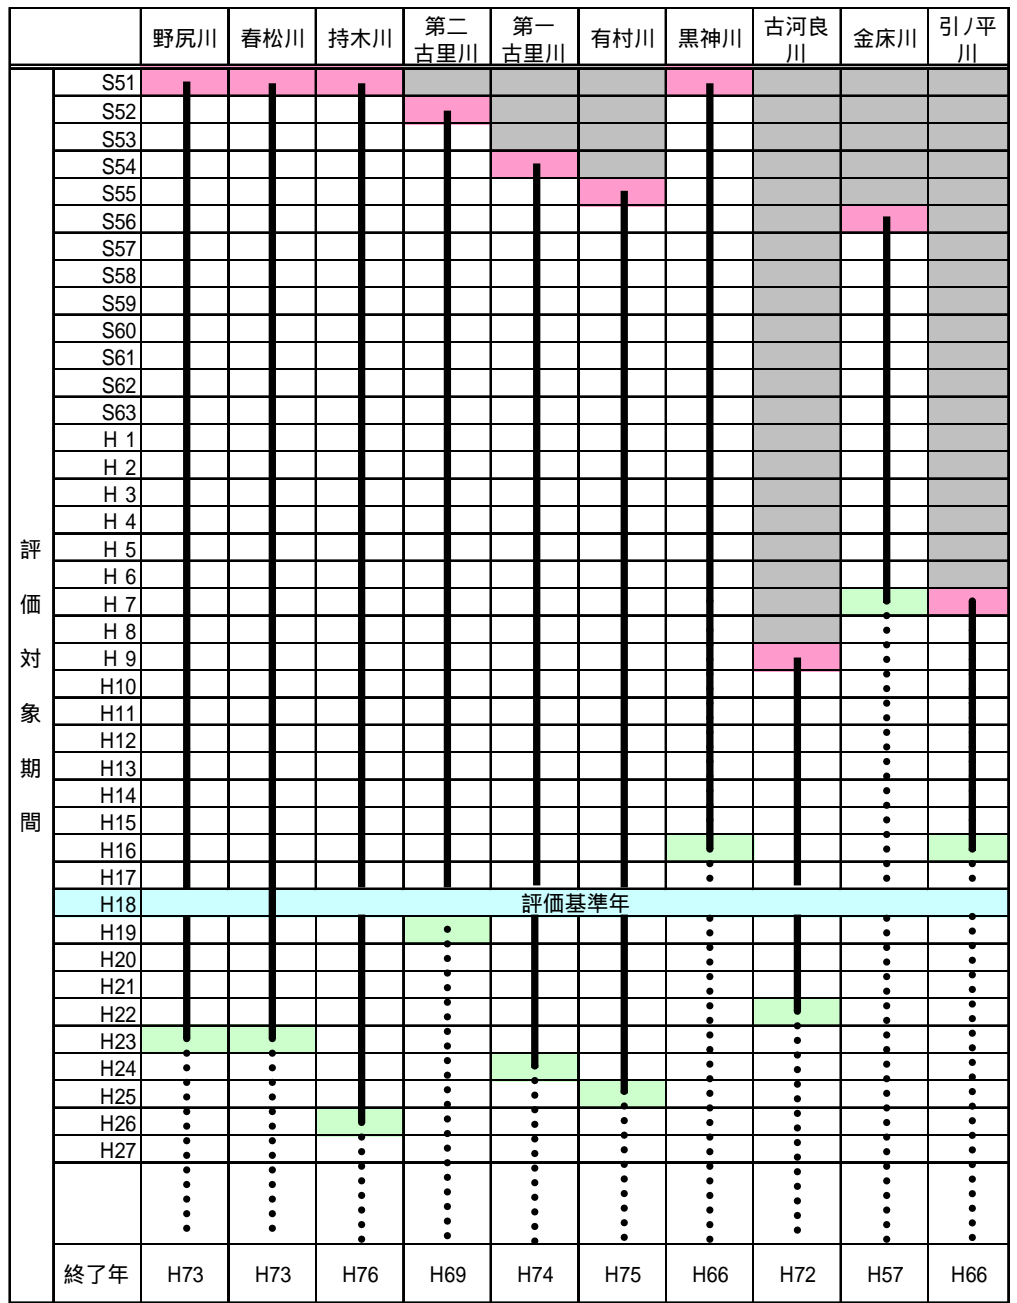 野尻川 春松川 持木川 第二古里川 第一古里川 有村川 黒神川 古河良川 金床川 引ノ平川
評価対象期間
S51
S52
S53
S54
S55
S56
S57
S58
S59
S60
S61
S62
S63
H 1
H 2
H 3
H 4
H 5
H 6
H 7
H 8
H 9
H10
H11
H12
H13
H14
H15
H16
H17
H18 評価基準年
H19
H20
H21
H22
H23
H24
H25
H26
H27
終了年 H73 H73 H76 H69 H74 H75 H66 H72 H57 H66